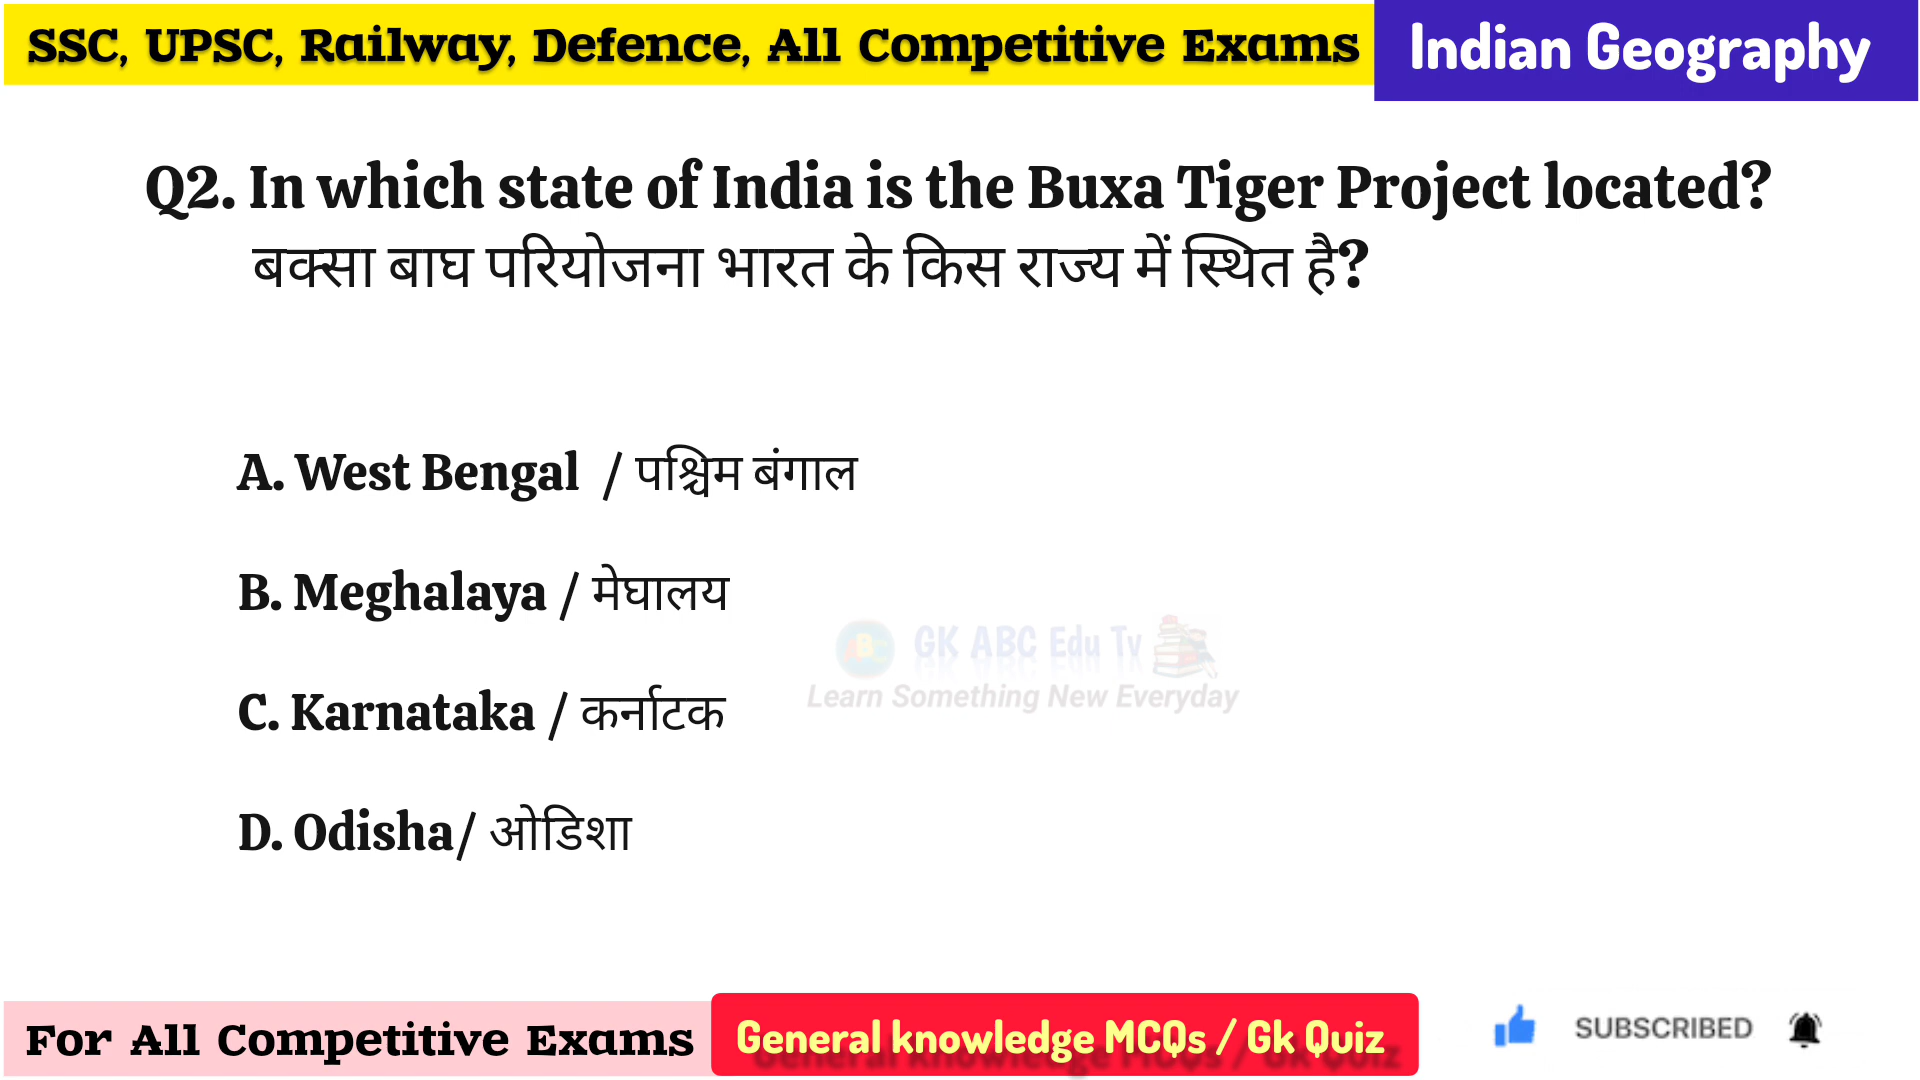 SSC, UPSC, Railway, Defence, All Competitive Exams
Indian Geography
Q2. In which state of India is the Buxa Tiger Project located?
बक्सा बाघ परियोजना भारत के किस राज्य में स्थित है?
A. West Bengal / पश्चिम बंगाल
B. Meghalaya / मेघालय
C. Karnataka / कर्नाटक
D. Odisha/ ओडिशा
GK ABC Edu Tv
Learn Something New Everyday
For All Competitive Exams
General knowledge MCQs / Gk Quiz
SUBSCRIBED